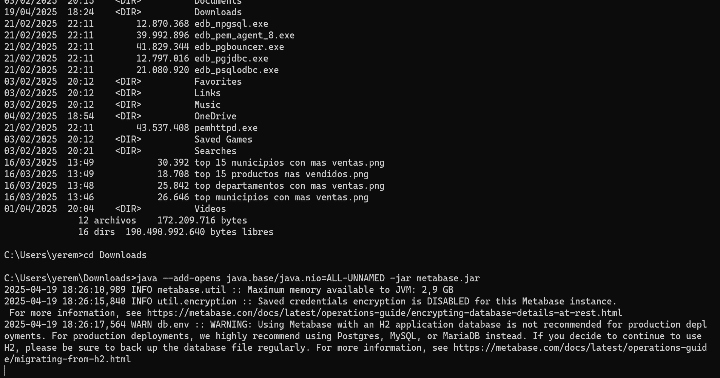 03/02/2025  20:13    <DIR>          Documents
19/04/2025  18:24    <DIR>          Downloads
21/02/2025  22:11        12.870.368 edb_npgsql.exe
21/02/2025  22:11        39.992.896 edb_pem_agent_8.exe
21/02/2025  22:11        41.829.344 edb_pgbouncer.exe
21/02/2025  22:11        12.797.016 edb_pgjdbc.exe
21/02/2025  22:11        21.080.920 edb_psqlodbc.exe
03/02/2025  20:12    <DIR>          Favorites
03/02/2025  20:12    <DIR>          Links
03/02/2025  20:12    <DIR>          Music
04/02/2025  18:54    <DIR>          OneDrive
21/02/2025  22:11        43.537.408 pemhttpd.exe
03/02/2025  20:12    <DIR>          Saved Games
03/02/2025  20:21    <DIR>          Searches
16/03/2025  13:49            30.392 top 15 municipios con mas ventas.png
16/03/2025  13:49            18.708 top 15 productos mas vendidos.png
16/03/2025  13:48            25.842 top departamentos con mas ventas.png
16/03/2025  13:46            26.646 top municipios con mas ventas.png
01/04/2025  20:04    <DIR>          Videos
12 archivos    172.209.716 bytes
16 dirs  190.490.992.640 bytes libres
C:\Users\yerem>cd Downloads
C:\Users\yerem\Downloads>java --add-opens java.base/java.nio=ALL-UNNAMED -jar metabase.jar
2025-04-19 18:26:10,989 INFO metabase.util :: Maximum memory available to JVM: 2,9 GB
2025-04-19 18:26:15,840 INFO util.encryption :: Saved credentials encryption is DISABLED for this Metabase instance.
For more information, see https://metabase.com/docs/latest/operations-guide/encrypting-database-details-at-rest.html
2025-04-19 18:26:17,564 WARN db.env :: WARNING: Using Metabase with an H2 application database is not recommended for production depl
oyments. For production deployments, we highly recommend using Postgres, MySQL, or MariaDB instead. If you decide to continue to use
H2, please be sure to back up the database file regularly. For more information, see https://metabase.com/docs/latest/operations-guid
e/migrating-from-h2.html